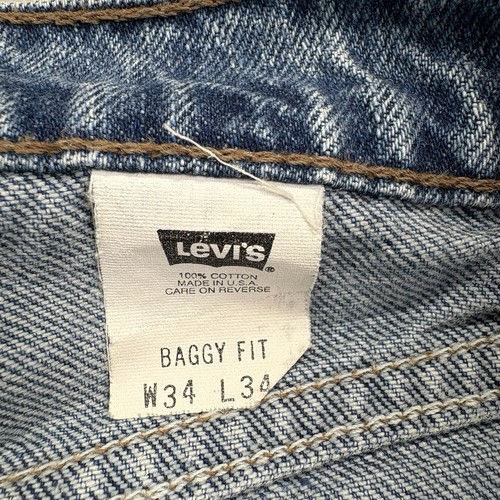 Levi's®
100% COTTON
MADE IN U.S.A.
CARE ON REVERSE
BAGGY FIT
W34 L34